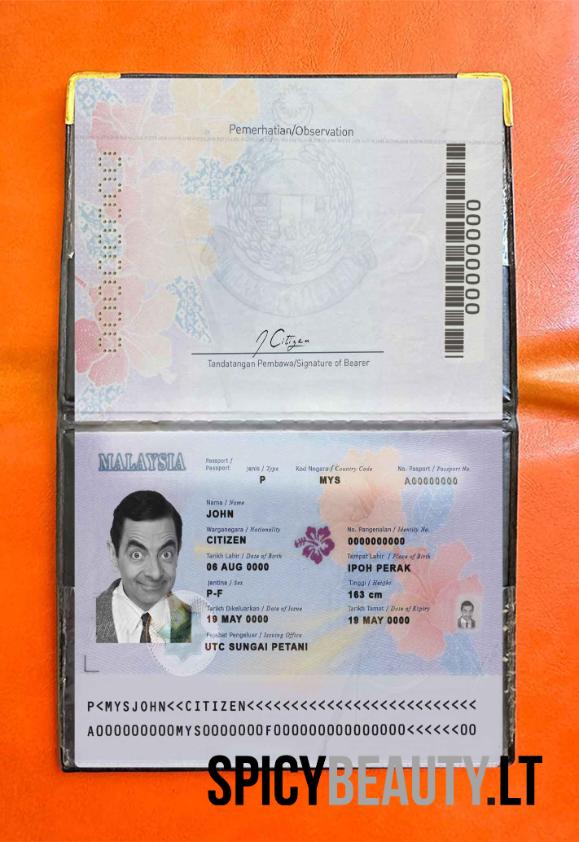 Pemerhatian/Observation
00000000
J Citizen
Tandatangan Pembawa/Signature of Bearer
MALAYSIA
Passport / Passport
Jenis / Type
P
Kod Negara / Country Code
MYS
No. Pasport / Passport No.
A00000000
Nama / Name
JOHN
Warganegara / Nationality
CITIZEN
No. Pengenalan / Identity No.
0000000000
Tarikh Lahir / Date of Birth
06 AUG 0000
Tempat Lahir / Place of Birth
IPOH PERAK
Jantina / Sex
P-F
Tinggi / Height
163 cm
Tarikh Dikeluarkan / Date of Issue
19 MAY 0000
Tarikh Tamat / Date of Expiry
19 MAY 0000
Pejabat Pengeluar / Issuing Office
UTC SUNGAI PETANI
P<MYSJOHN<<CITIZEN<<<<<<<<<<<<<<<<<<<<<<<<<<
A000000000MYS0000000F000000000000000<<<<<<00
SPICYBEAUTY.LT